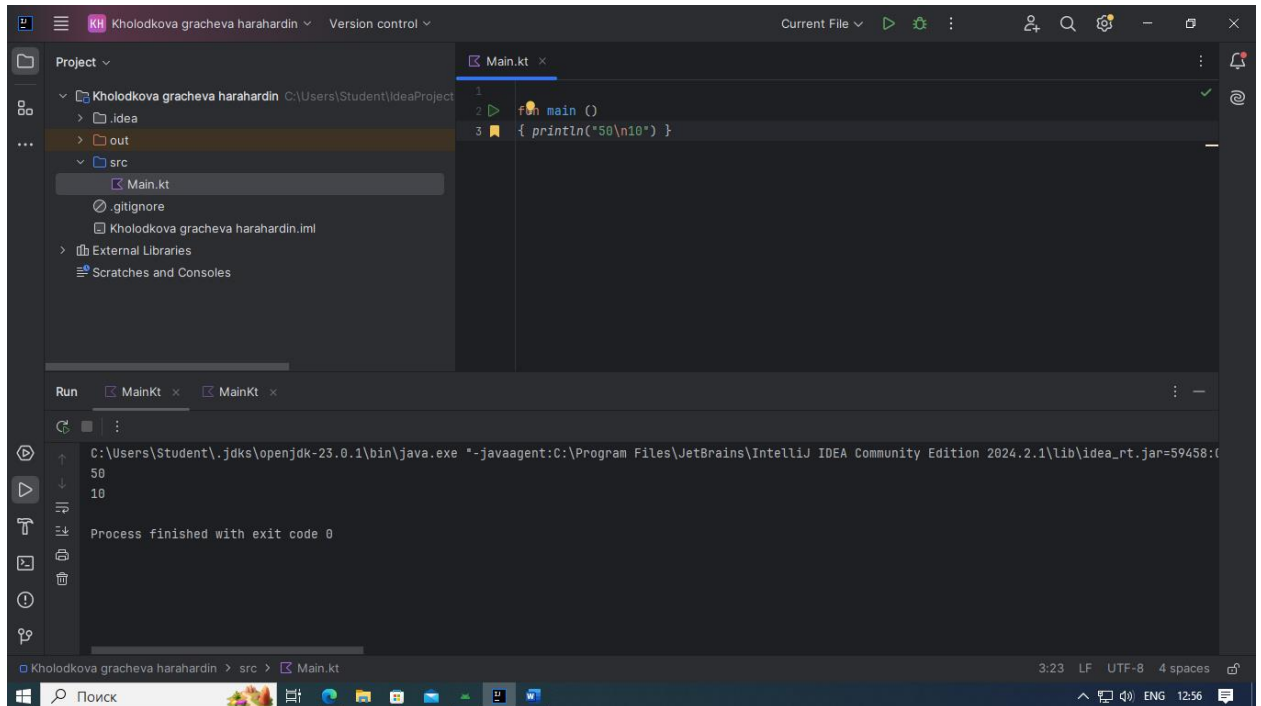 KH Kholodkova gracheva harahardin Version control Current File
Project
Main.kt
Kholodkova gracheva harahardin C:\Users\Student\IdeaProject
.idea
out
src
Main.kt
.gitignore
Kholodkova gracheva harahardin.iml
External Libraries
Scratches and Consoles
1
2 fun main ()
3 { println("50\n10") }
Run MainKt MainKt
C:\Users\Student\.jdks\openjdk-23.0.1\bin\java.exe "-javaagent:C:\Program Files\JetBrains\IntelliJ IDEA Community Edition 2024.2.1\lib\idea_rt.jar=59458:
50
10
Process finished with exit code 0
Kholodkova gracheva harahardin > src > Main.kt 3:23 LF UTF-8 4 spaces
Поиск ENG 12:56